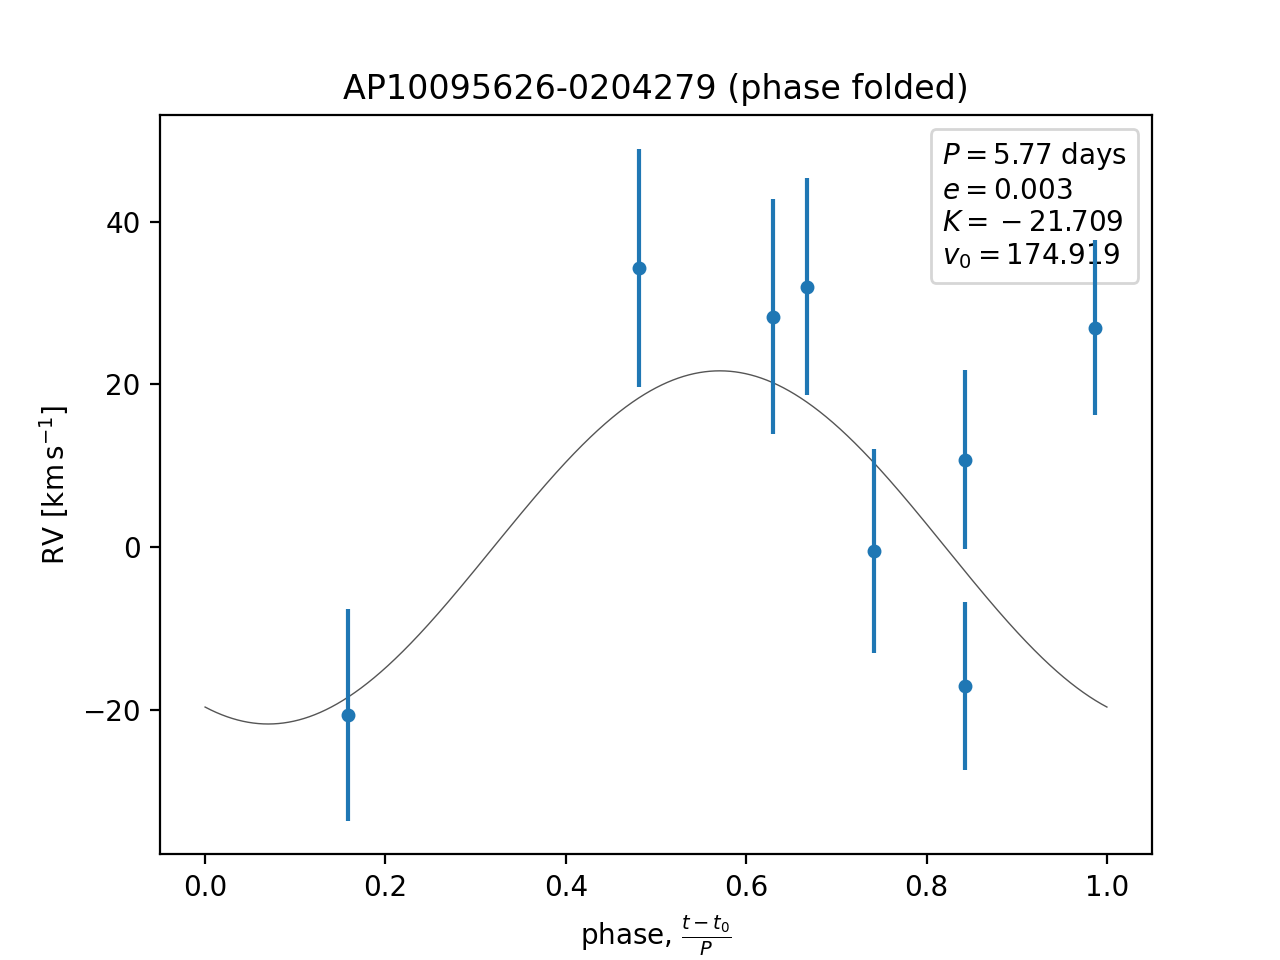 AP10095626-0204279 (phase folded)
P = 5.77 days
e = 0.003
K = −21.709
v₀ = 174.919
40
20
0
−20
RV [km s⁻¹]
0.0 0.2 0.4 0.6 0.8 1.0
phase, (t − t₀)/P